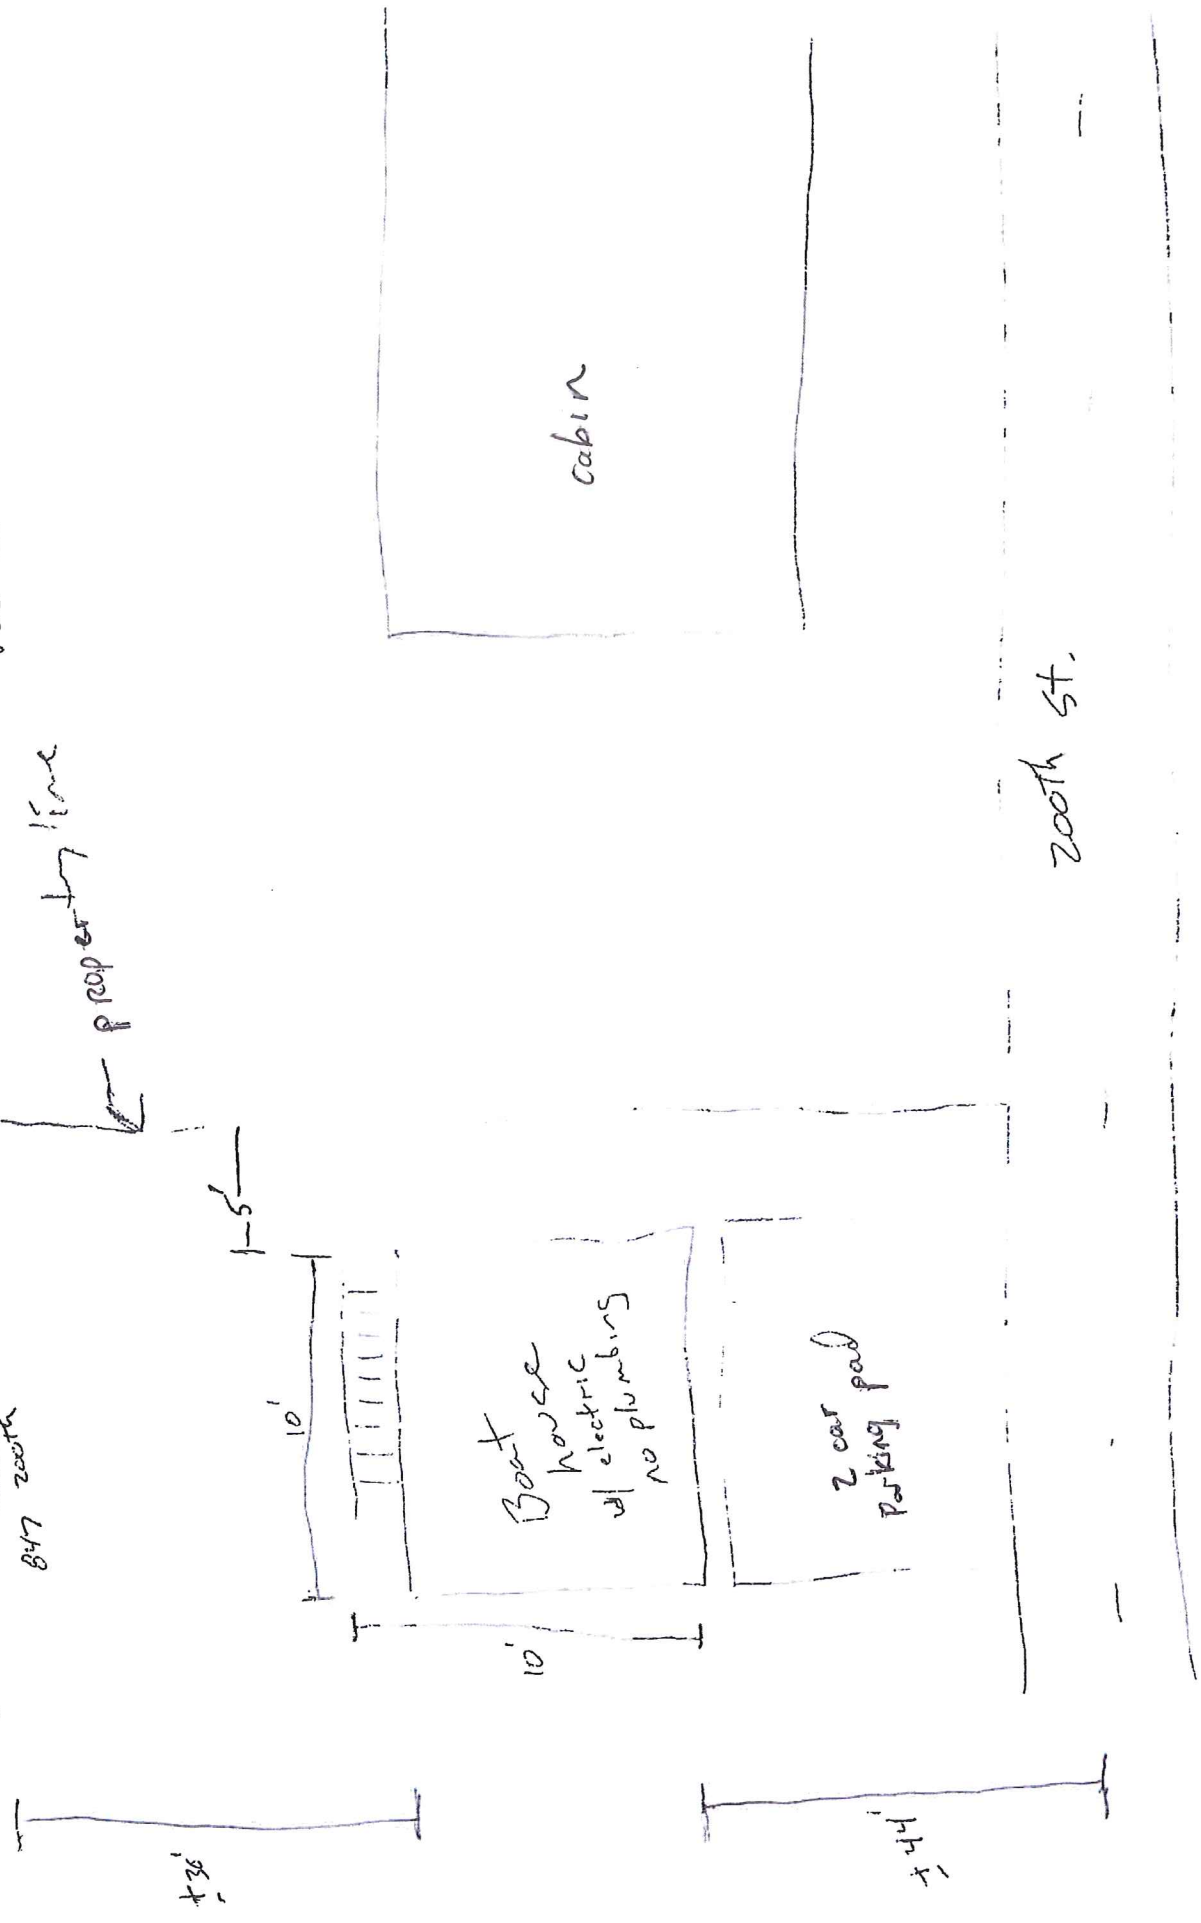 847 200th
property line
5'
10'
Boat
house
w/ electric
no plumbing
10'
2 car pad
parking
cabin
200th St.
±30'
±44'